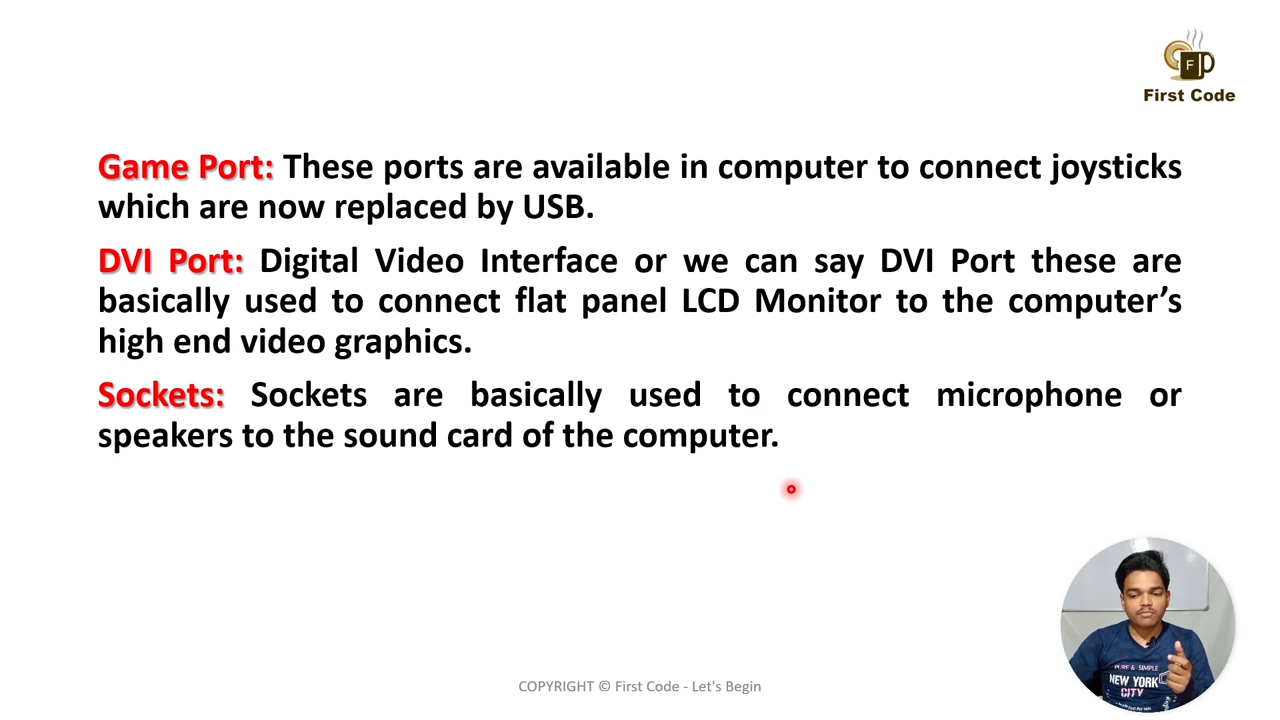 F
First Code
Game Port: These ports are available in computer to connect joysticks
which are now replaced by USB.
DVI Port: Digital Video Interface or we can say DVI Port these are
basically used to connect flat panel LCD Monitor to the computer’s
high end video graphics.
Sockets: Sockets are basically used to connect microphone or
speakers to the sound card of the computer.
PURE & SIMPLE
NEW YORK
CITY
COPYRIGHT © First Code - Let's Begin